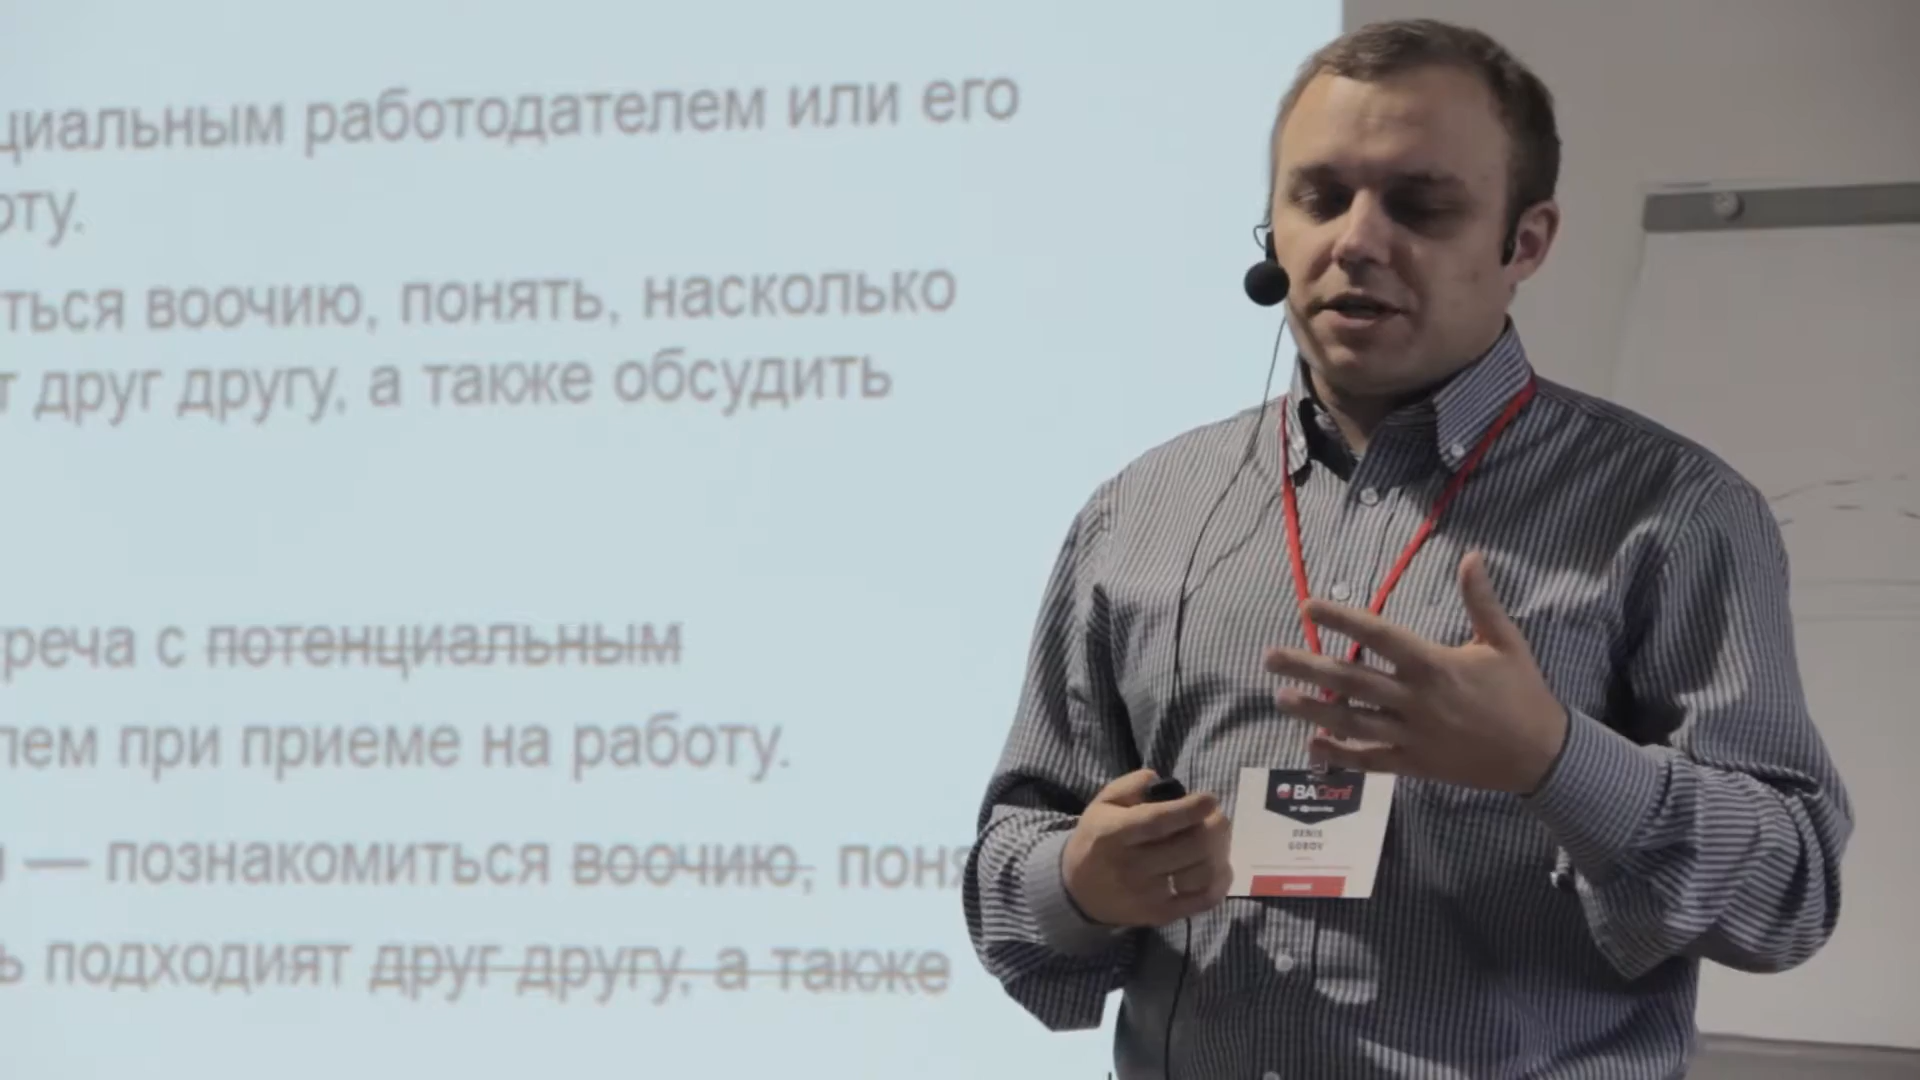 циальным работодателем или его
оту.
ться воочию, понять, насколько
т друг другу, а также обсудить
реча с потенциальным
лем при приеме на работу.
— познакомиться воочию, поня
ь подходият друг другу, а также
BAConf
DENIS
GOBOV